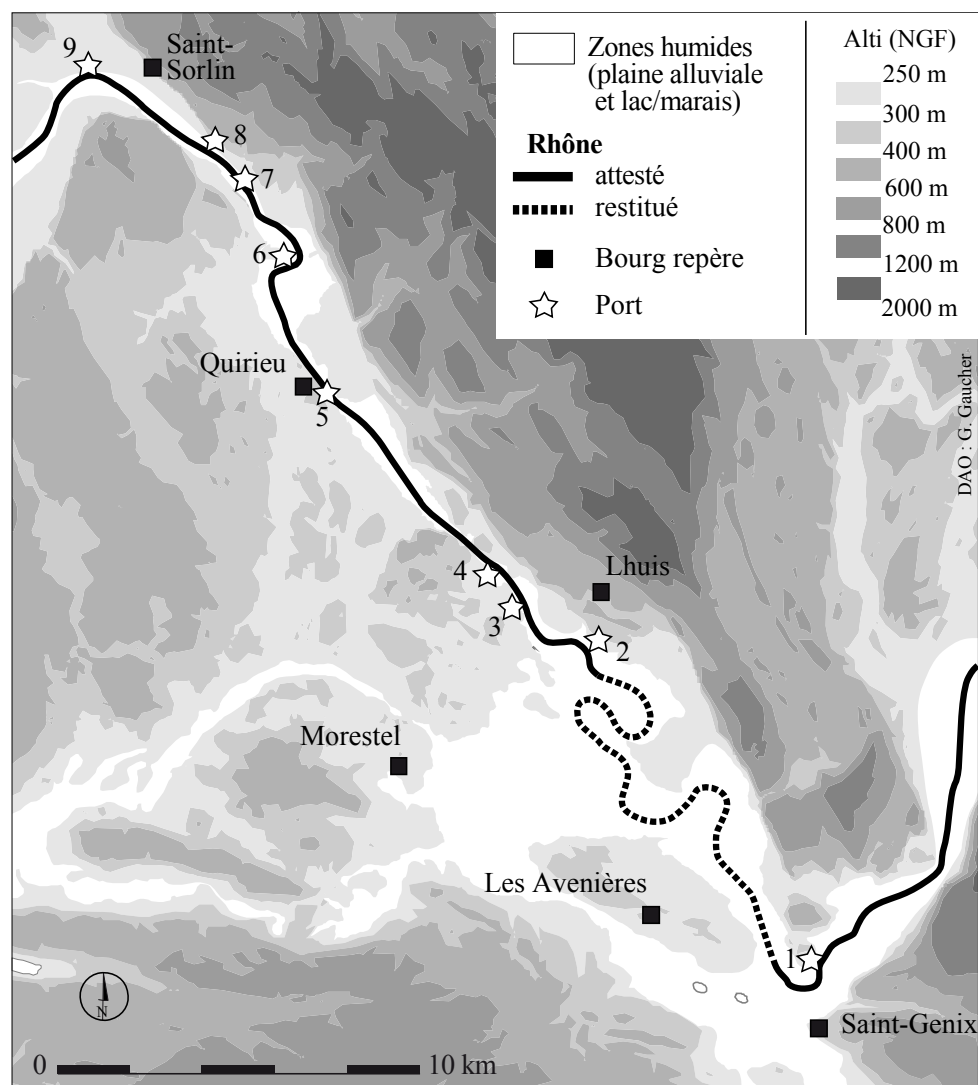 9
Saint-
Sorlin
8
7
6
Quirieu
5
4
3
Lhuis
2
Morestel
Les Avenières
1
Saint-Genix
N
0
10 km
Zones humides
(plaine alluviale
et lac/marais)
Rhône
attesté
restitué
Bourg repère
Port
Alti (NGF)
250 m
300 m
400 m
600 m
800 m
1200 m
2000 m
DAO : G. Gaucher